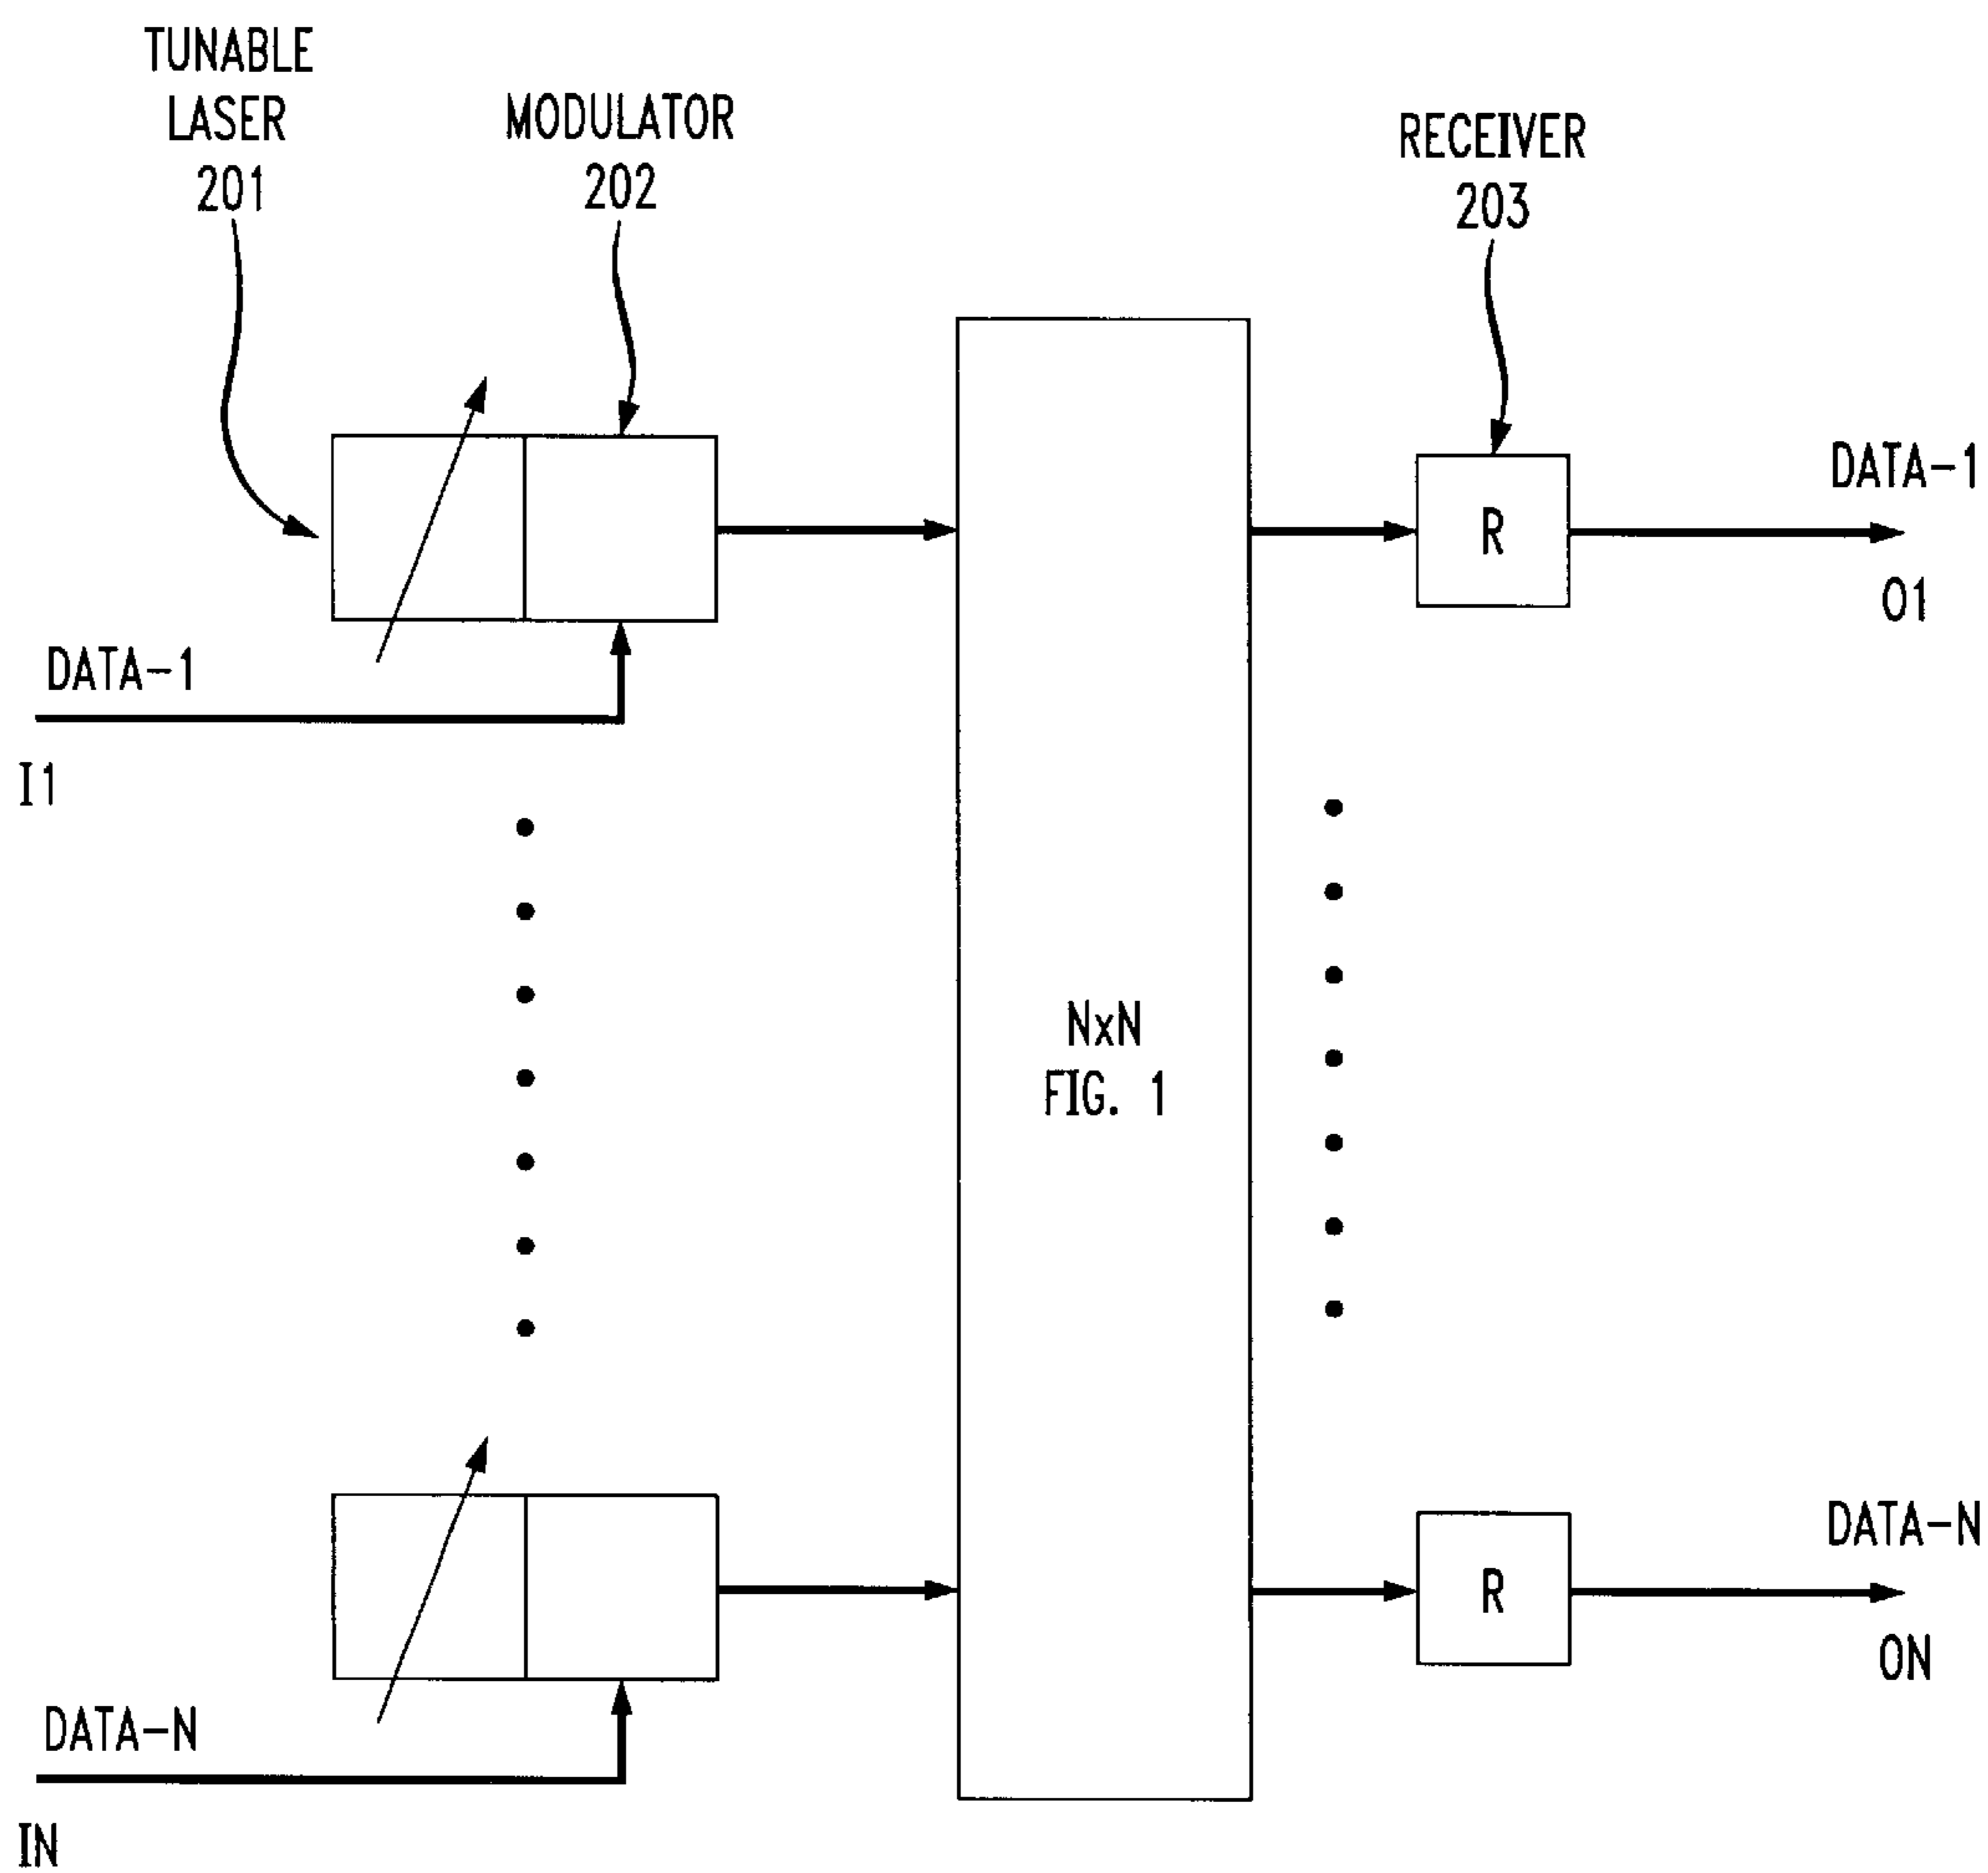 TUNABLE
LASER
201
MODULATOR
202
RECEIVER
203
DATA-1
I1
R
DATA-1
O1
NxN
FIG. 1
DATA-N
IN
R
DATA-N
ON